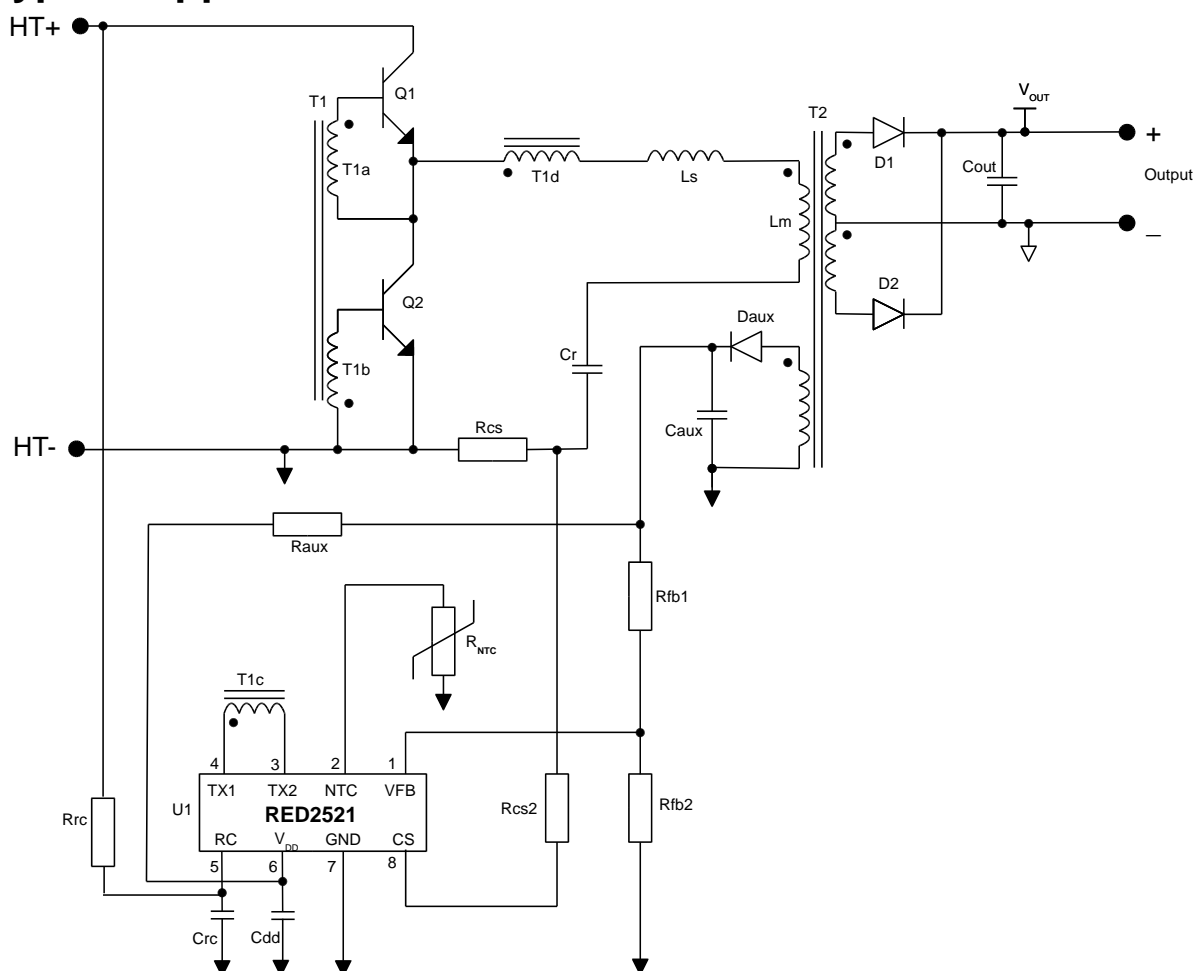 HT+
Q1
T1
T1a
T1d
Ls
Lm
T2
D1
VOUT
+
Cout
Output
_
D2
Q2
T1b
Cr
Daux
Caux
HT-
Rcs
Raux
Rfb1
RNTC
T1c
4 3 2 1
TX1 TX2 NTC VFB
U1
RED2521
RC VDD GND CS
5 6 7 8
Rrc
Rcs2
Rfb2
Crc
Cdd